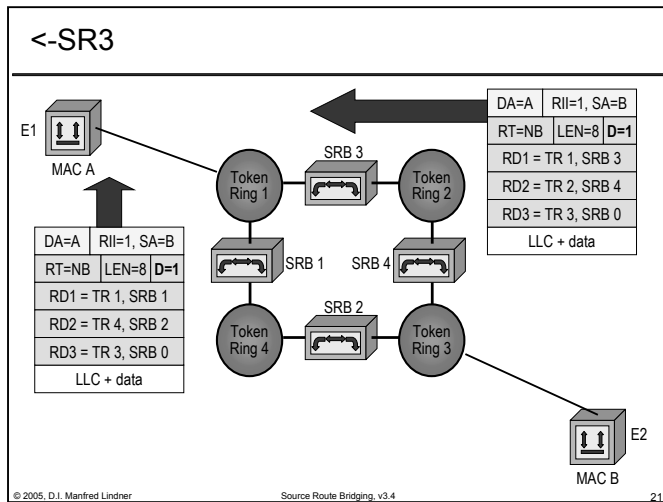 <-SR3
DA=A RII=1, SA=B
RT=NB LEN=8 D=1
RD1 = TR 1, SRB 3
RD2 = TR 2, SRB 4
RD3 = TR 3, SRB 0
LLC + data
E1
MAC A
SRB 3
Token
Ring 1
Token
Ring 2
DA=A RII=1, SA=B
RT=NB LEN=8 D=1
RD1 = TR 1, SRB 1
RD2 = TR 4, SRB 2
RD3 = TR 3, SRB 0
LLC + data
SRB 1
SRB 4
SRB 2
Token
Ring 4
Token
Ring 3
E2
MAC B
© 2005, D.I. Manfred Lindner
Source Route Bridging, v3.4
21